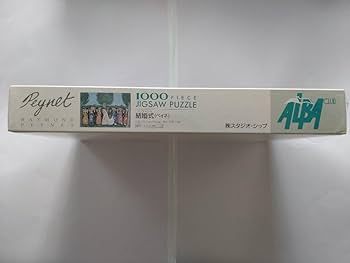 Peynet
RAYMOND
PEYNET
1000 PIECE
JIGSAW PUZZLE
結婚式(ペイネ)
ALBA
CLUB
㈱スタジオ・シップ